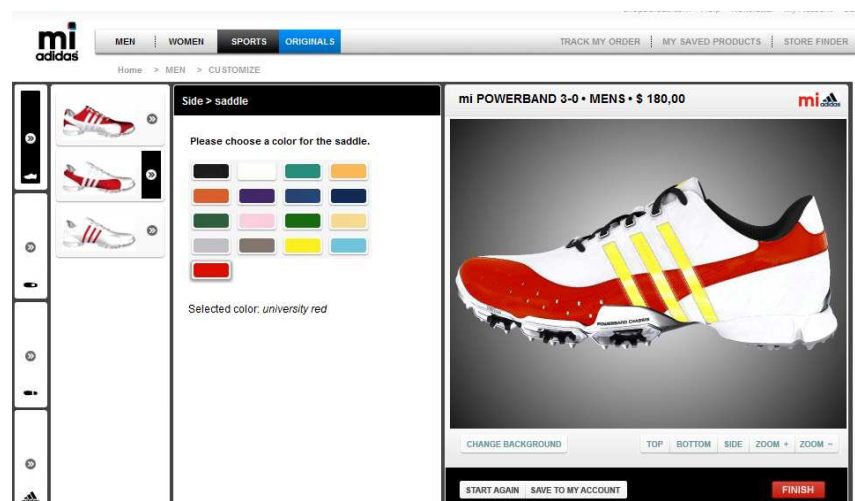 mi
adidas
MEN
WOMEN
SPORTS
ORIGINALS
TRACK MY ORDER
MY SAVED PRODUCTS
STORE FINDER
Home > MEN > CUSTOMIZE
Side > saddle
Please choose a color for the saddle.
Selected color: university red
mi POWERBAND 3-0 • MENS • $ 180,00
mi adidas
POWERBAND CHASSIS
CHANGE BACKGROUND
TOP
BOTTOM
SIDE
ZOOM +
ZOOM −
START AGAIN
SAVE TO MY ACCOUNT
FINISH